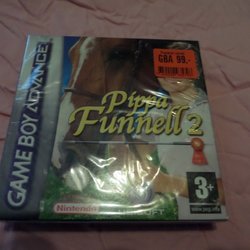 GBA 99,-
GAME BOY ADVANCE
Pippa
Funnell 2
Nintendo
3+